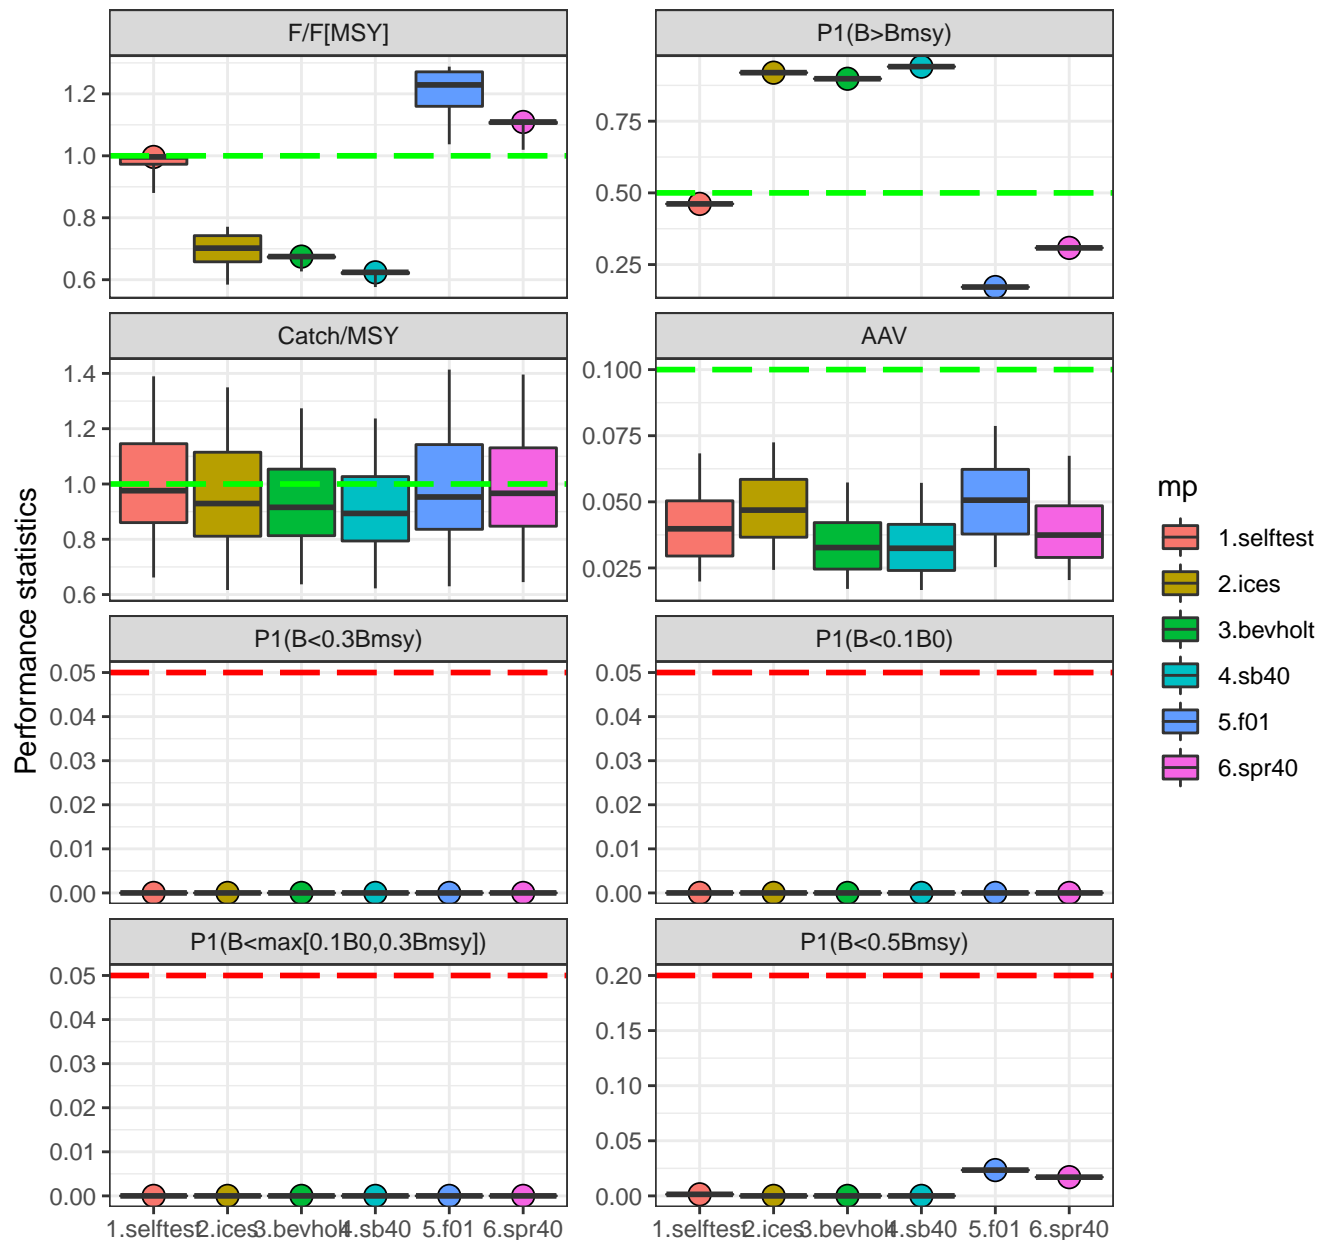 F/F[MSY]
P1(B>Bmsy)
1.2
1.0
0.8
0.6
0.75
0.50
0.25
Catch/MSY
AAV
1.4
1.2
1.0
0.8
0.6
0.100
0.075
0.050
0.025
P1(B<0.3Bmsy)
P1(B<0.1B0)
0.05
0.04
0.03
0.02
0.01
0.00
0.05
0.04
0.03
0.02
0.01
0.00
P1(B<max[0.1B0,0.3Bmsy])
P1(B<0.5Bmsy)
0.05
0.04
0.03
0.02
0.01
0.00
0.20
0.15
0.10
0.05
0.00
1.selftest 2.ices 3.bevholt 4.sb40 5.f01 6.spr40
1.selftest 2.ices 3.bevholt 4.sb40 5.f01 6.spr40
Performance statistics
mp
1.selftest
2.ices
3.bevholt
4.sb40
5.f01
6.spr40